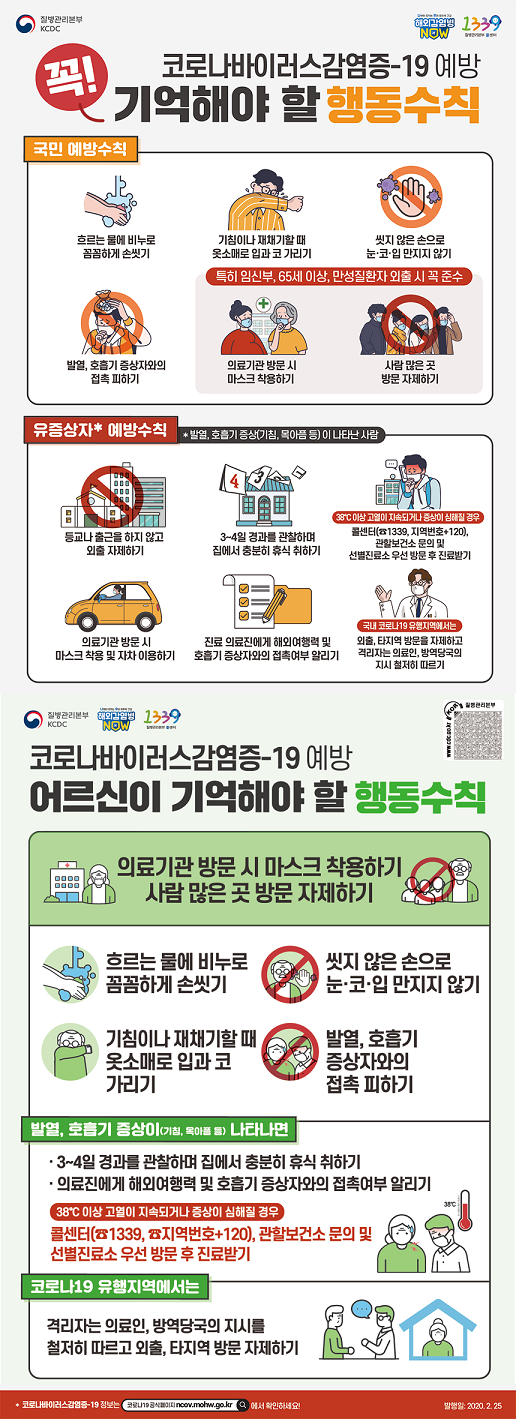 질병관리본부
KCDC
해외감염병
NOW
1339
질병관리본부 콜센터
꼭!
코로나바이러스감염증-19 예방
기억해야 할 행동수칙
국민 예방수칙
흐르는 물에 비누로
꼼꼼하게 손씻기
기침이나 재채기할 때
옷소매로 입과 코 가리기
씻지 않은 손으로
눈·코·입 만지지 않기
특히 임신부, 65세 이상, 만성질환자 외출 시 꼭 준수
발열, 호흡기 증상자와의
접촉 피하기
의료기관 방문 시
마스크 착용하기
사람 많은 곳
방문 자제하기
유증상자* 예방수칙
* 발열, 호흡기 증상(기침, 목아픔 등) 이 나타난 사람
등교나 출근을 하지 않고
외출 자제하기
4
3
3~4일 경과를 관찰하며
집에서 충분히 휴식 취하기
38℃ 이상 고열이 지속되거나 증상이 심해질 경우
콜센터(☎1339, 지역번호+120),
관할보건소 문의 및
선별진료소 우선 방문 후 진료받기
의료기관 방문 시
마스크 착용 및 자차 이용하기
진료 의료진에게 해외여행력 및
호흡기 증상자와의 접촉여부 알리기
국내 코로나19 유행지역에서는
외출, 타지역 방문을 자제하고
격리자는 의료인, 방역당국의
지시 철저히 따르기
질병관리본부
KCDC
해외감염병
NOW
1339
질병관리본부 콜센터
질병관리본부
www.cdc.go.kr
코로나바이러스감염증-19 예방
어르신이 기억해야 할 행동수칙
의료기관 방문 시 마스크 착용하기
사람 많은 곳 방문 자제하기
흐르는 물에 비누로
꼼꼼하게 손씻기
씻지 않은 손으로
눈·코·입 만지지 않기
기침이나 재채기할 때
옷소매로 입과 코
가리기
발열, 호흡기
증상자와의
접촉 피하기
발열, 호흡기 증상이(기침, 목아픔 등) 나타나면
· 3~4일 경과를 관찰하며 집에서 충분히 휴식 취하기
· 의료진에게 해외여행력 및 호흡기 증상자와의 접촉여부 알리기
38℃ 이상 고열이 지속되거나 증상이 심해질 경우
콜센터(☎1339, ☎지역번호+120), 관할보건소 문의 및
선별진료소 우선 방문 후 진료받기
38℃
코로나19 유행지역에서는
격리자는 의료인, 방역당국의 지시를
철저히 따르고 외출, 타지역 방문 자제하기
* 코로나바이러스감염증-19 정보는 코로나19 공식페이지 ncov.mohw.go.kr 에서 확인하세요!
발행일: 2020. 2. 25